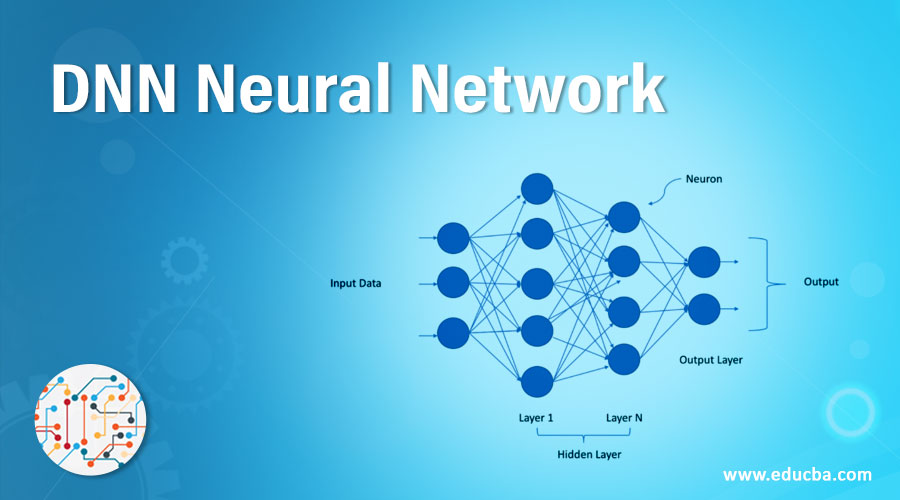 DNN Neural Network
Neuron
Input Data
Output
Output Layer
Layer 1
Layer N
Hidden Layer
www.educba.com